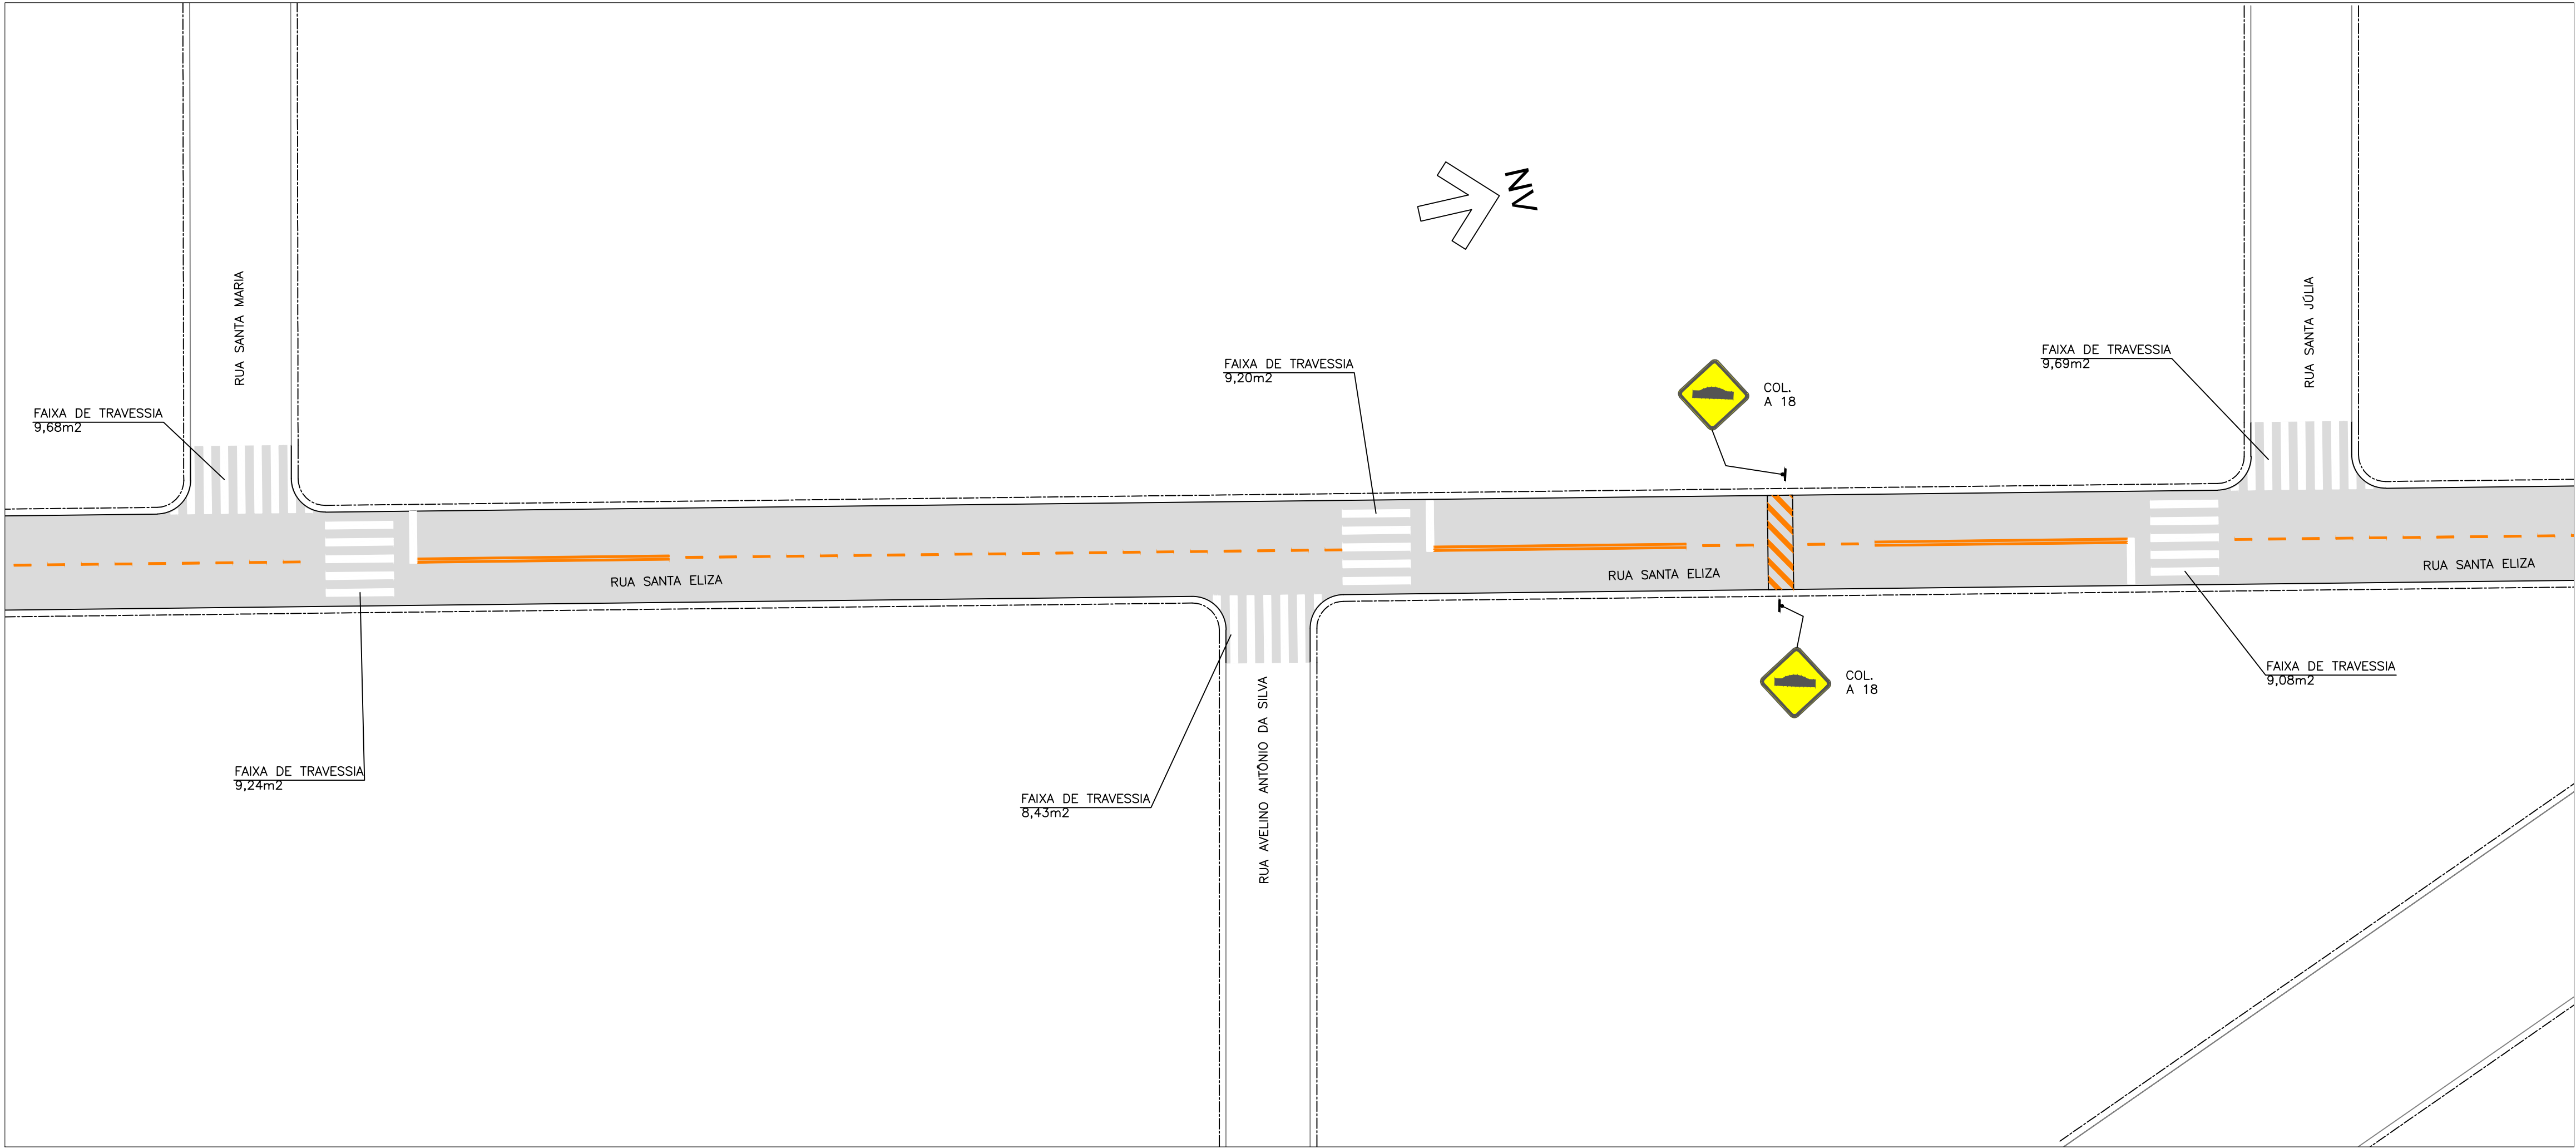 NV
RUA SANTA MARIA
RUA SANTA JÚLIA
FAIXA DE TRAVESSIA
9,69m2
FAIXA DE TRAVESSIA
9,20m2
COL.
A 18
FAIXA DE TRAVESSIA
9,68m2
RUA SANTA ELIZA
RUA SANTA ELIZA
RUA SANTA ELIZA
FAIXA DE TRAVESSIA
9,08m2
COL.
A 18
RUA AVELINO ANTÔNIO DA SILVA
FAIXA DE TRAVESSIA
9,24m2
FAIXA DE TRAVESSIA
8,43m2